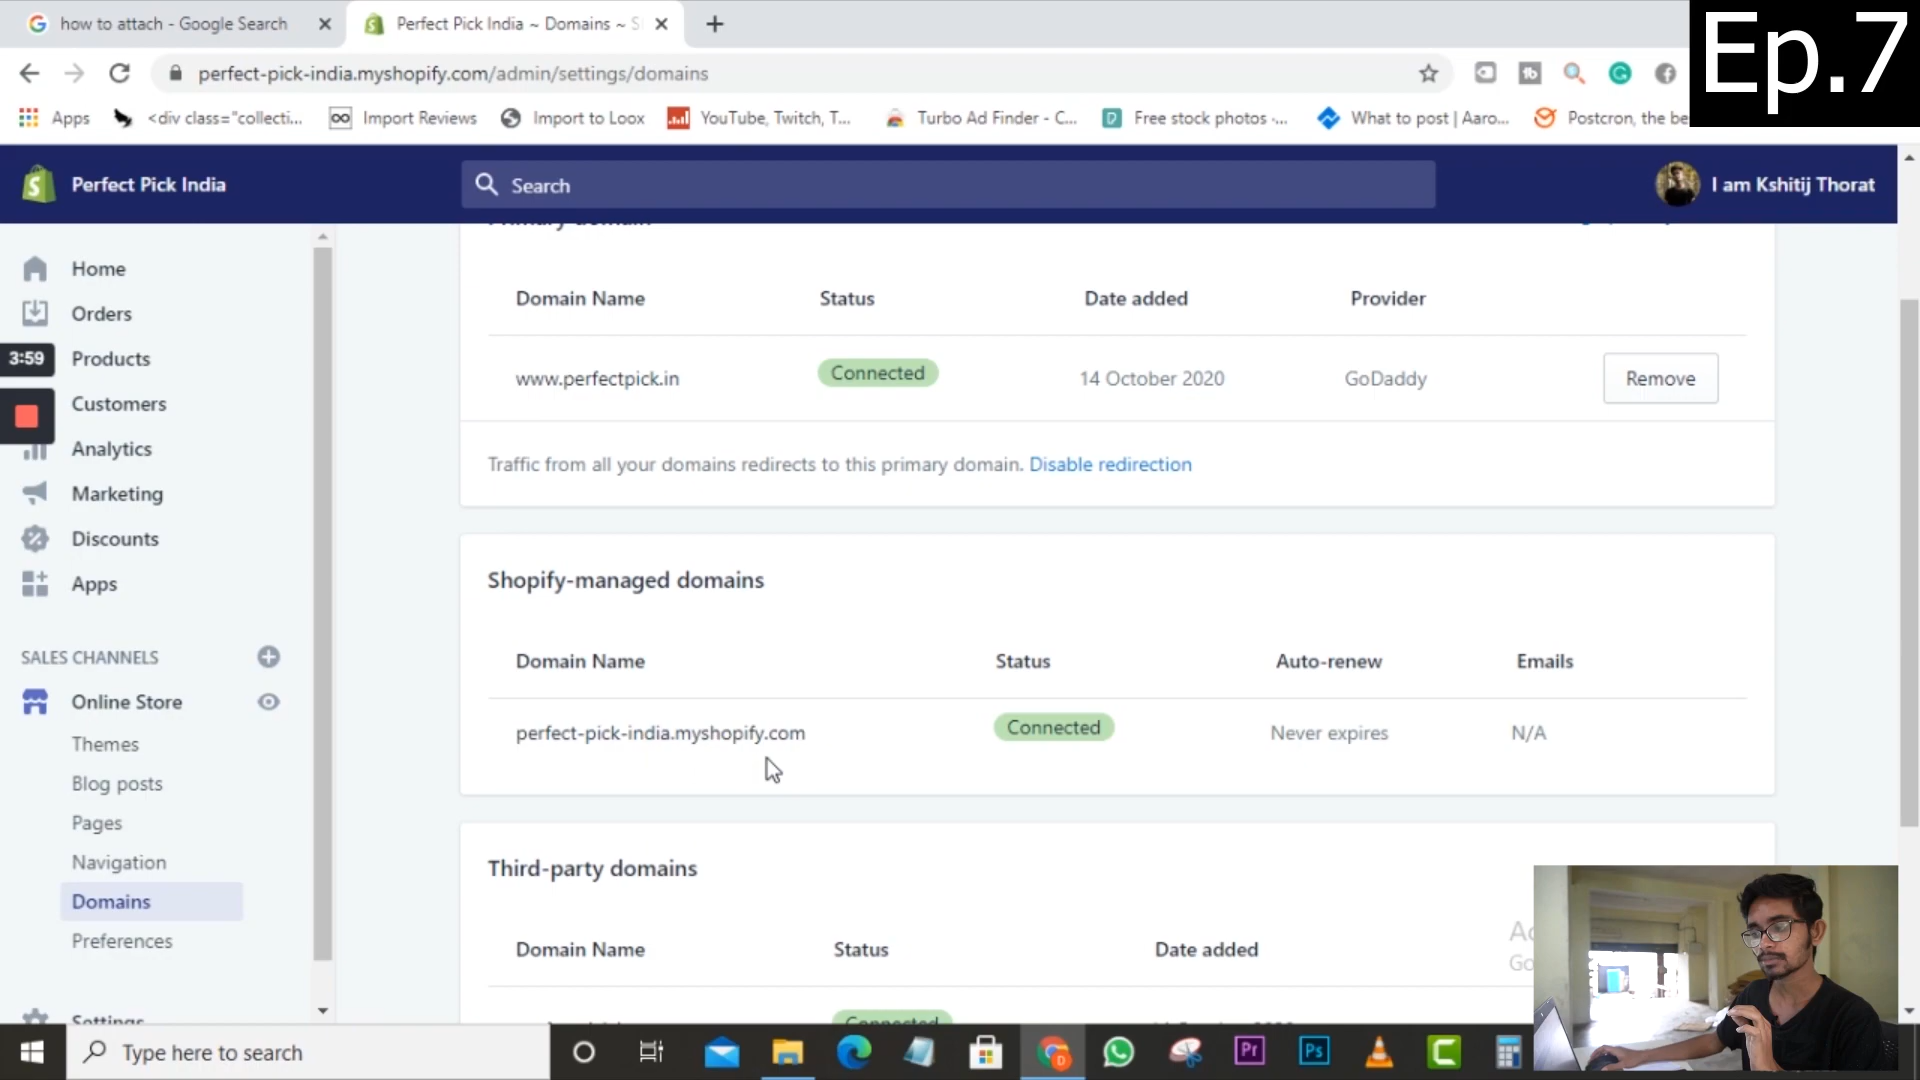 how to attach - Google Search
Perfect Pick India ~ Domains ~ S
Ep.7
perfect-pick-india.myshopify.com/admin/settings/domains
Apps
<div class="collecti...
Import Reviews
Import to Loox
YouTube, Twitch, T...
Turbo Ad Finder - C...
Free stock photos -...
What to post | Aaro...
Postcron, the be
Perfect Pick India
Search
I am Kshitij Thorat
Primary domain
Home
Orders
3:59
Products
Customers
Analytics
Marketing
Discounts
Apps
SALES CHANNELS
Online Store
Themes
Blog posts
Pages
Navigation
Domains
Preferences
Settings
Domain Name Status Date added Provider
www.perfectpick.in Connected 14 October 2020 GoDaddy Remove
Traffic from all your domains redirects to this primary domain. Disable redirection
Shopify-managed domains
Domain Name Status Auto-renew Emails
perfect-pick-india.myshopify.com Connected Never expires N/A
Third-party domains
Domain Name Status Date added
Connected
Type here to search
Pr
Ps